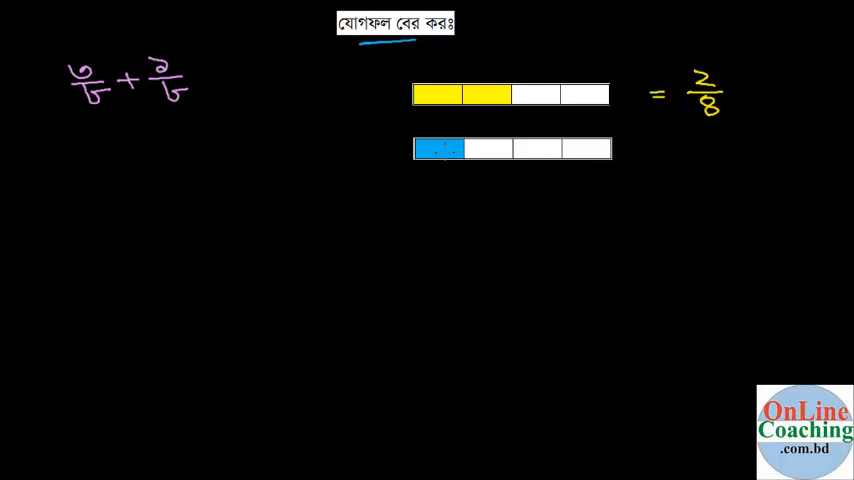 যোগফল বের করঃ
৩/৮ + ১/৮
= ২/৪
OnLine
Coaching
.com.bd